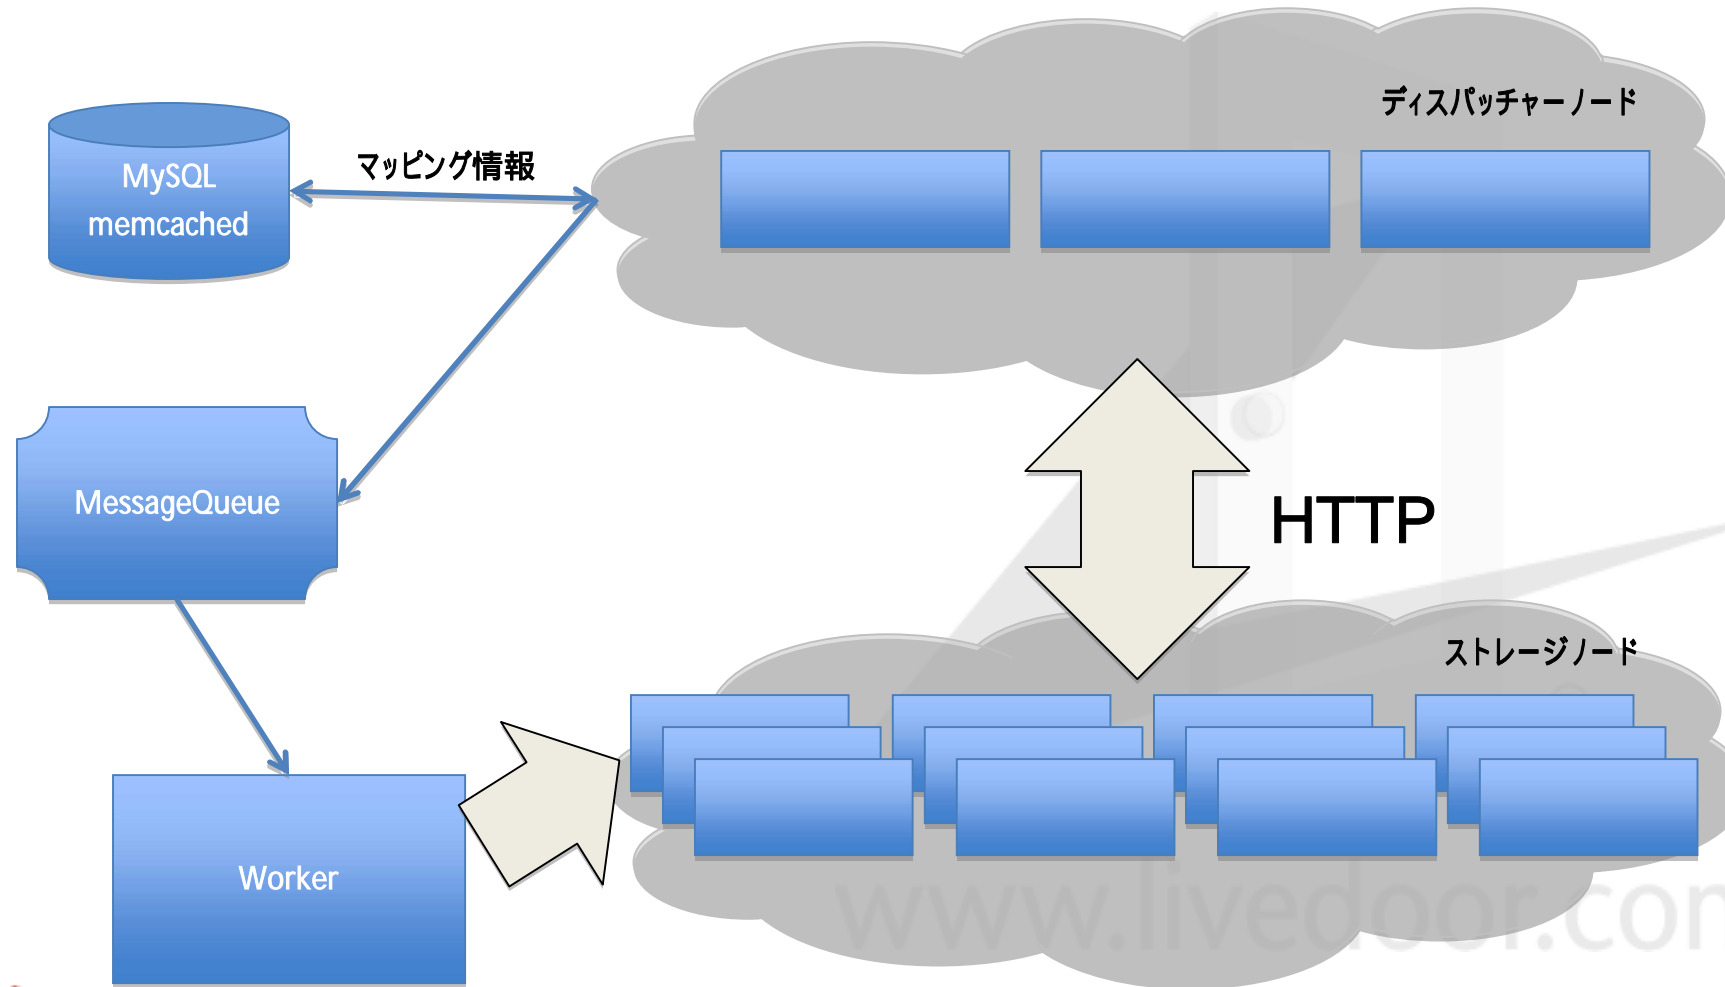 ディスパッチャーノード
MySQL
memcached
マッピング情報
MessageQueue
HTTP
ストレージノード
Worker
www.livedoor.com